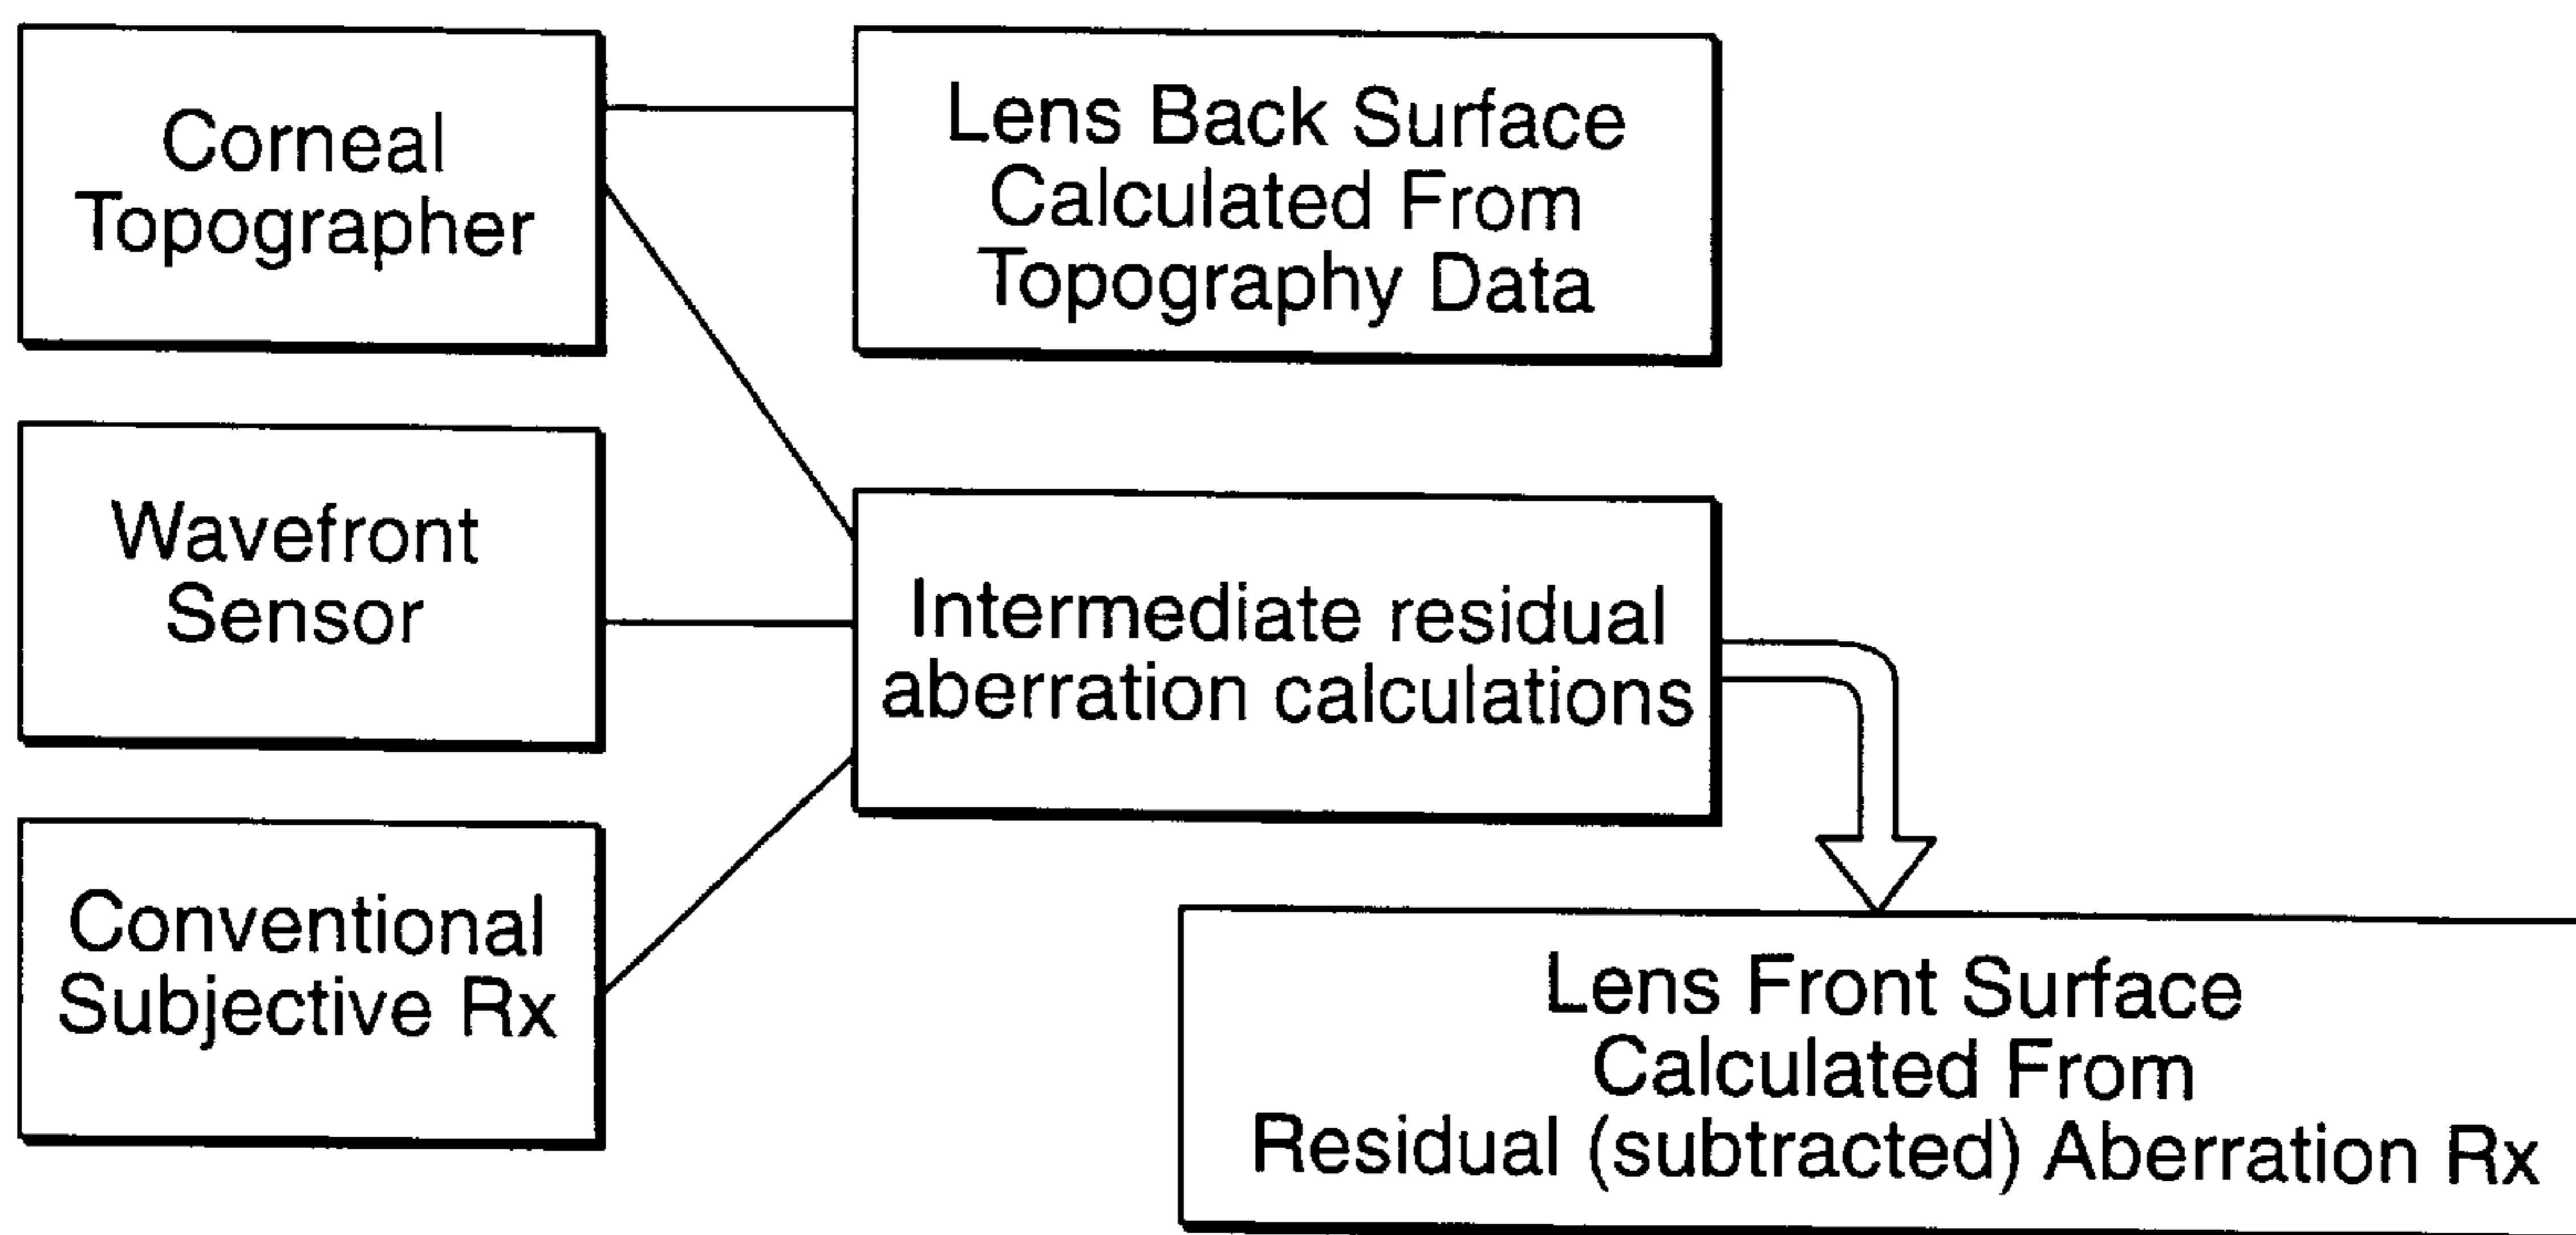 Corneal
Topographer
Lens Back Surface
Calculated From
Topography Data
Wavefront
Sensor
Intermediate residual
aberration calculations
Conventional
Subjective Rx
Lens Front Surface
Calculated From
Residual (subtracted) Aberration Rx